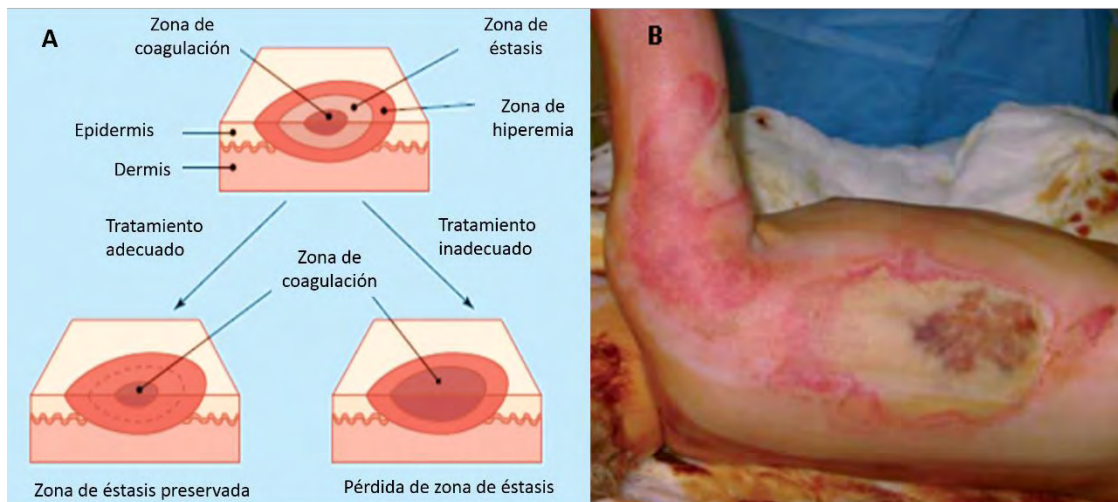 A
Zona de
coagulación
Zona de
éstasis
Zona de
hiperemia
Epidermis
Dermis
Tratamiento
adecuado
Tratamiento
inadecuado
Zona de
coagulación
Zona de éstasis preservada
Pérdida de zona de éstasis
B